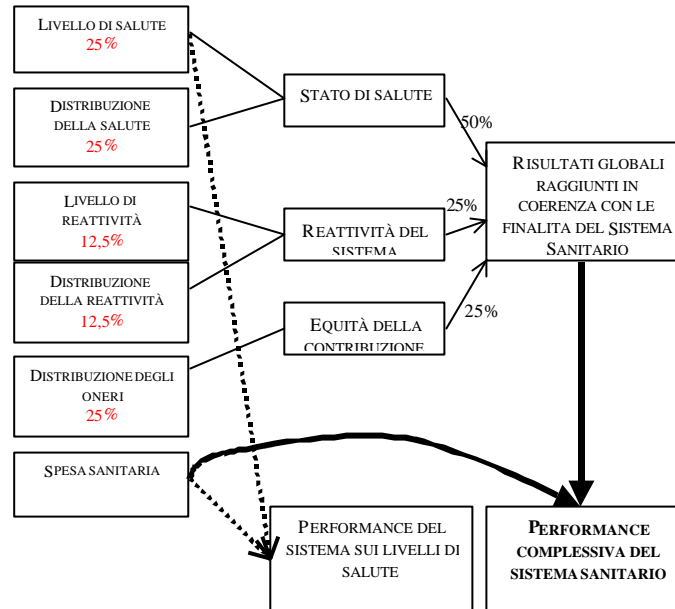 LIVELLO DI SALUTE
25%
DISTRIBUZIONE
DELLA SALUTE
25%
LIVELLO DI
REATTIVITÀ
12,5%
DISTRIBUZIONE
DELLA REATTIVITÀ
12,5%
DISTRIBUZIONE DEGLI
ONERI
25%
SPESA SANITARIA
STATO DI SALUTE
REATTIVITÀ DEL
SISTEMA
EQUITÀ DELLA
CONTRIBUZIONE
50%
25%
25%
RISULTATI GLOBALI
RAGGIUNTI IN
COERENZA CON LE
FINALITA DEL SISTEMA
SANITARIO
PERFORMANCE DEL
SISTEMA SUI LIVELLI DI
SALUTE
PERFORMANCE
COMPLESSIVA DEL
SISTEMA SANITARIO